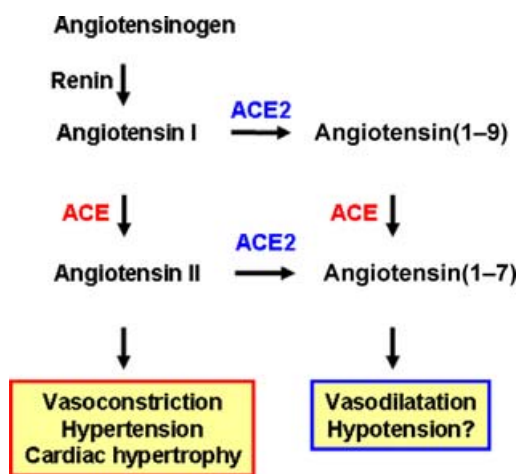 Angiotensinogen
Renin
ACE2
Angiotensin I
Angiotensin(1–9)
ACE
ACE
ACE2
Angiotensin II
Angiotensin(1–7)
Vasoconstriction
Hypertension
Cardiac hypertrophy
Vasodilatation
Hypotension?